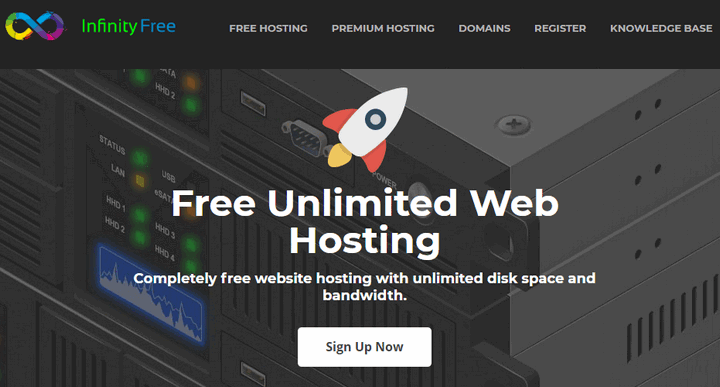 Infinity Free
FREE HOSTING
PREMIUM HOSTING
DOMAINS
REGISTER
KNOWLEDGE BASE
SATA
HHD 2
STATUS
LAN
USB
eSATA
HHD 1
HHD 3
HHD 2
HHD 4
POWER
Free Unlimited Web
Hosting
Completely free website hosting with unlimited disk space and
bandwidth.
Sign Up Now